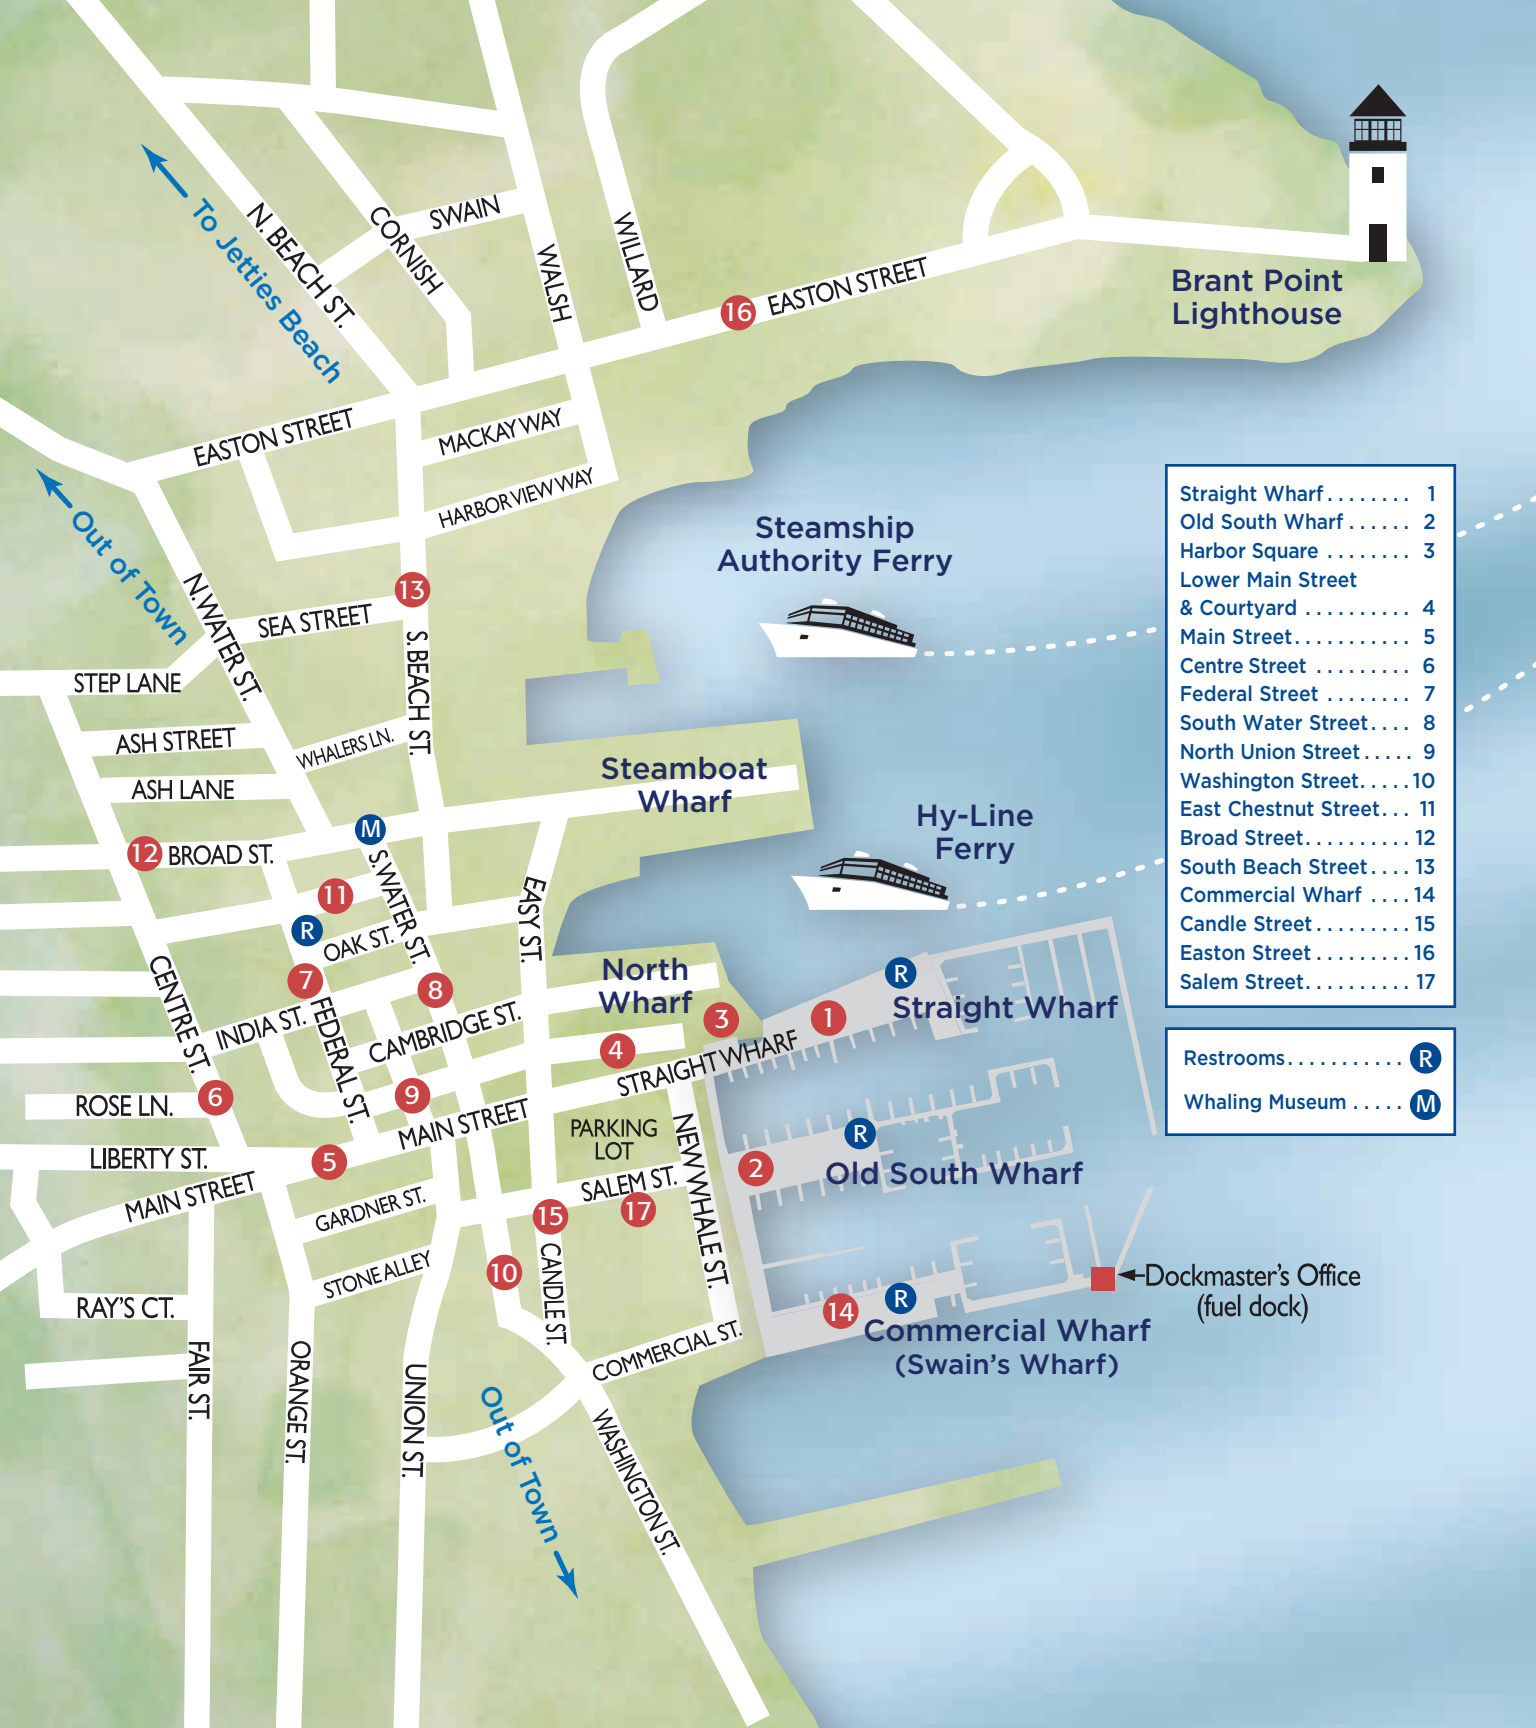 To Jetties Beach
N. BEACH ST.
CORNISH
SWAIN
WALSH
WILLARD
16
EASTON STREET
Brant Point
Lighthouse
EASTON STREET
MACKAY WAY
HARBORVIEW WAY
Out of Town
N. WATER ST.
13
SEA STREET
S. BEACH ST.
STEP LANE
ASH STREET
WHALERS LN.
ASH LANE
Steamship
Authority Ferry
Steamboat
Wharf
Hy-Line
Ferry
M
12
BROAD ST.
S. WATER ST.
11
R
OAK ST.
EASY ST.
7
8
CENTRE ST.
INDIA ST.
FEDERAL ST.
CAMBRIDGE ST.
North
Wharf
3
4
1
R
Straight Wharf
STRAIGHT WHARF
ROSE LN.
6
9
MAIN STREET
PARKING
LOT
NEW WHALE ST.
LIBERTY ST.
5
2
R
Old South Wharf
MAIN STREET
GARDNER ST.
SALEM ST.
17
15
STONE ALLEY
10
CANDLE ST.
RAY'S CT.
14
R
Commercial Wharf
(Swain's Wharf)
Dockmaster's Office
(fuel dock)
COMMERCIAL ST.
FAIR ST.
ORANGE ST.
UNION ST.
Out of Town
WASHINGTON ST.
Straight Wharf........ 1
Old South Wharf...... 2
Harbor Square ........ 3
Lower Main Street
& Courtyard .......... 4
Main Street........... 5
Centre Street ......... 6
Federal Street ........ 7
South Water Street.... 8
North Union Street..... 9
Washington Street.....10
East Chestnut Street... 11
Broad Street..........12
South Beach Street.... 13
Commercial Wharf ....14
Candle Street......... 15
Easton Street .........16
Salem Street.......... 17
Restrooms.......... R
Whaling Museum ..... M